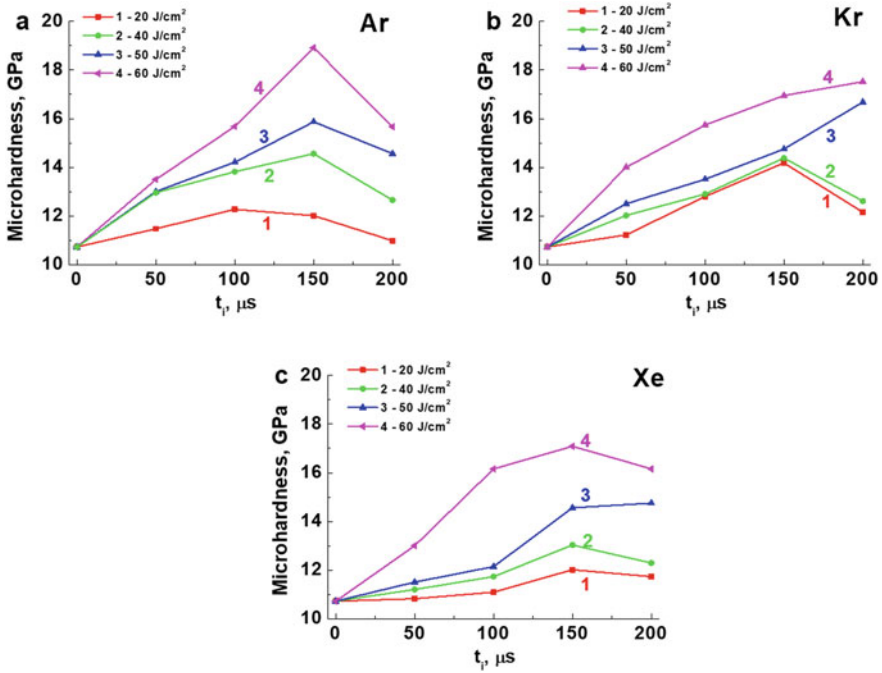 a
1 - 20 J/cm²
2 - 40 J/cm²
3 - 50 J/cm²
4 - 60 J/cm²
Ar
4
3
2
1
Microhardness, GPa
20
18
16
14
12
10
0 50 100 150 200
tᵢ, μs
b
1 - 20 J/cm²
2 - 40 J/cm²
3 - 50 J/cm²
4 - 60 J/cm²
Kr
4
3
2
1
Microhardness, GPa
20
18
16
14
12
10
0 50 100 150 200
tᵢ, μs
c
1 - 20 J/cm²
2 - 40 J/cm²
3 - 50 J/cm²
4 - 60 J/cm²
Xe
4
3
2
1
Microhardness, GPa
20
18
16
14
12
10
0 50 100 150 200
tᵢ, μs